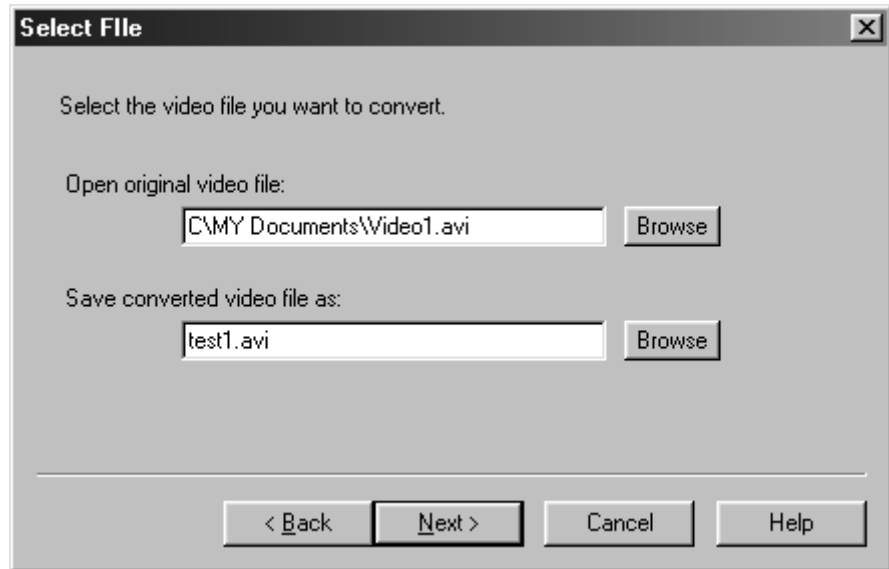 Select FIle
Select the video file you want to convert.
Open original video file:
C\MY Documents\Video1.avi
Browse
Save converted video file as:
test1.avi
Browse
< Back
Next >
Cancel
Help